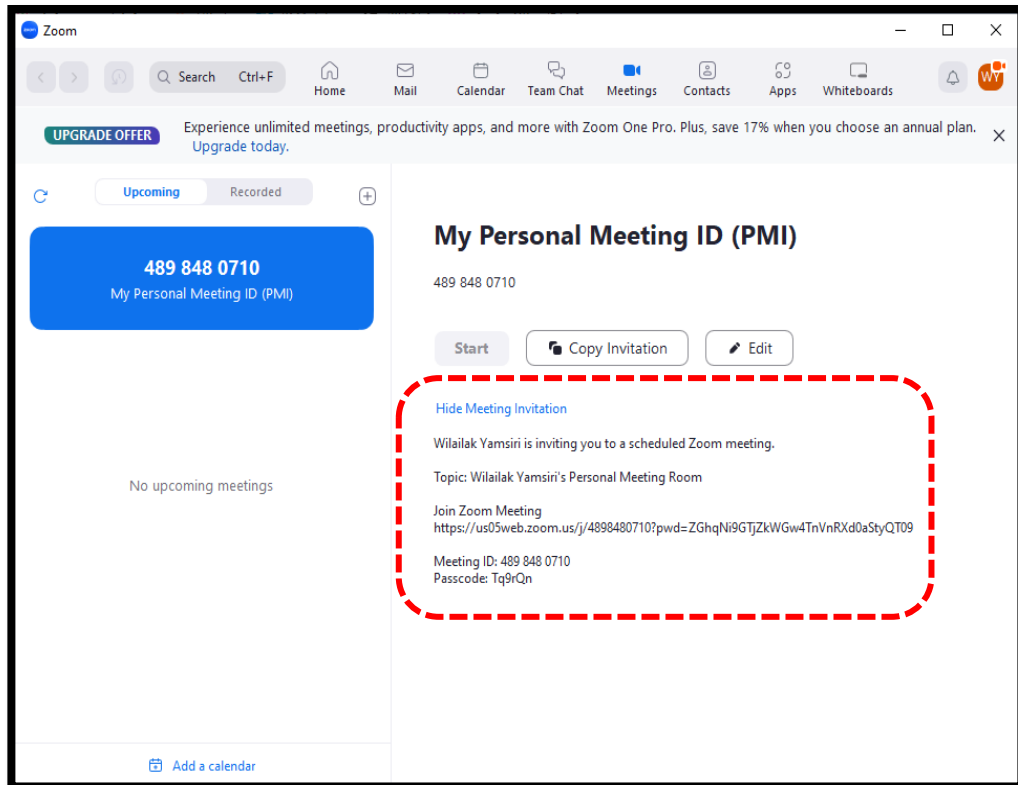 Zoom
Search Ctrl+F
Home
Mail
Calendar
Team Chat
Meetings
Contacts
Apps
Whiteboards
WY
UPGRADE OFFER
Experience unlimited meetings, productivity apps, and more with Zoom One Pro. Plus, save 17% when you choose an annual plan.
Upgrade today.
Upcoming
Recorded
489 848 0710
My Personal Meeting ID (PMI)
No upcoming meetings
Add a calendar
My Personal Meeting ID (PMI)
489 848 0710
Start
Copy Invitation
Edit
Hide Meeting Invitation
Wilailak Yamsiri is inviting you to a scheduled Zoom meeting.
Topic: Wilailak Yamsiri's Personal Meeting Room
Join Zoom Meeting
https://us05web.zoom.us/j/4898480710?pwd=ZGhqNi9GTjZkWGw4TnVnRXd0aStyQT09
Meeting ID: 489 848 0710
Passcode: Tq9rQn